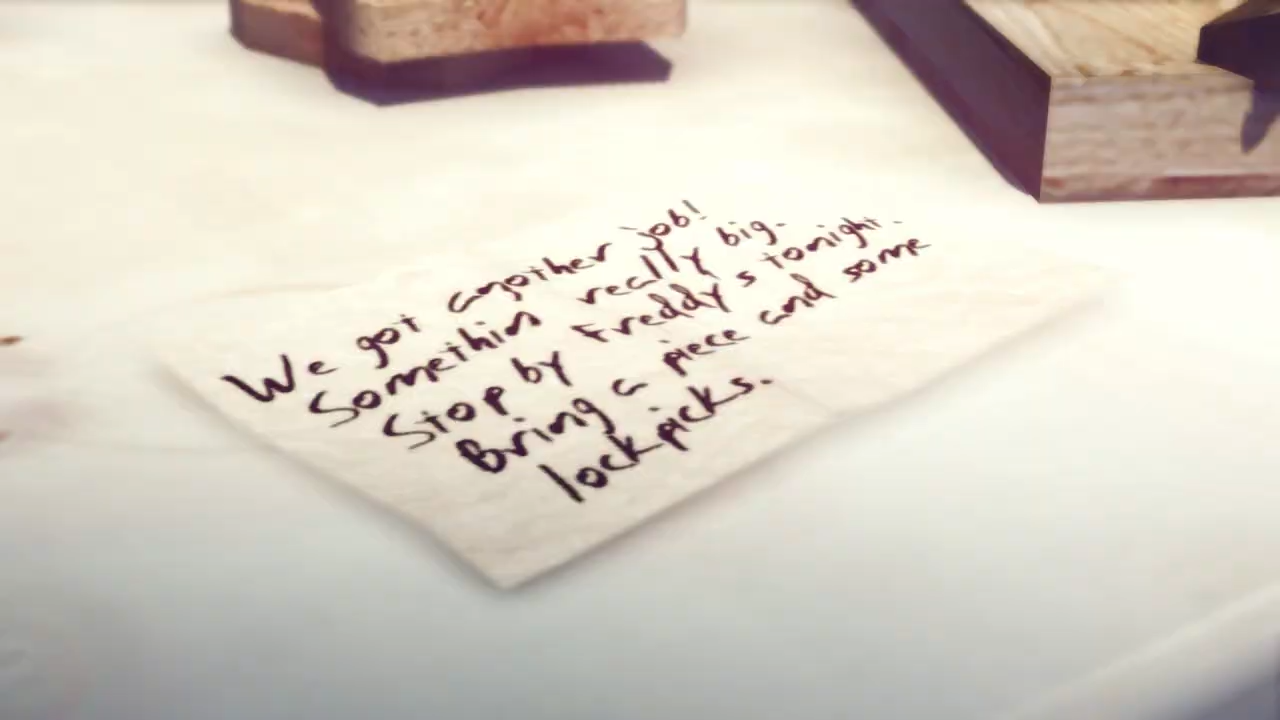 We got another job!
Somethin really big.
Stop by Freddy s tonight.
Bring a piece and some
lockpicks.